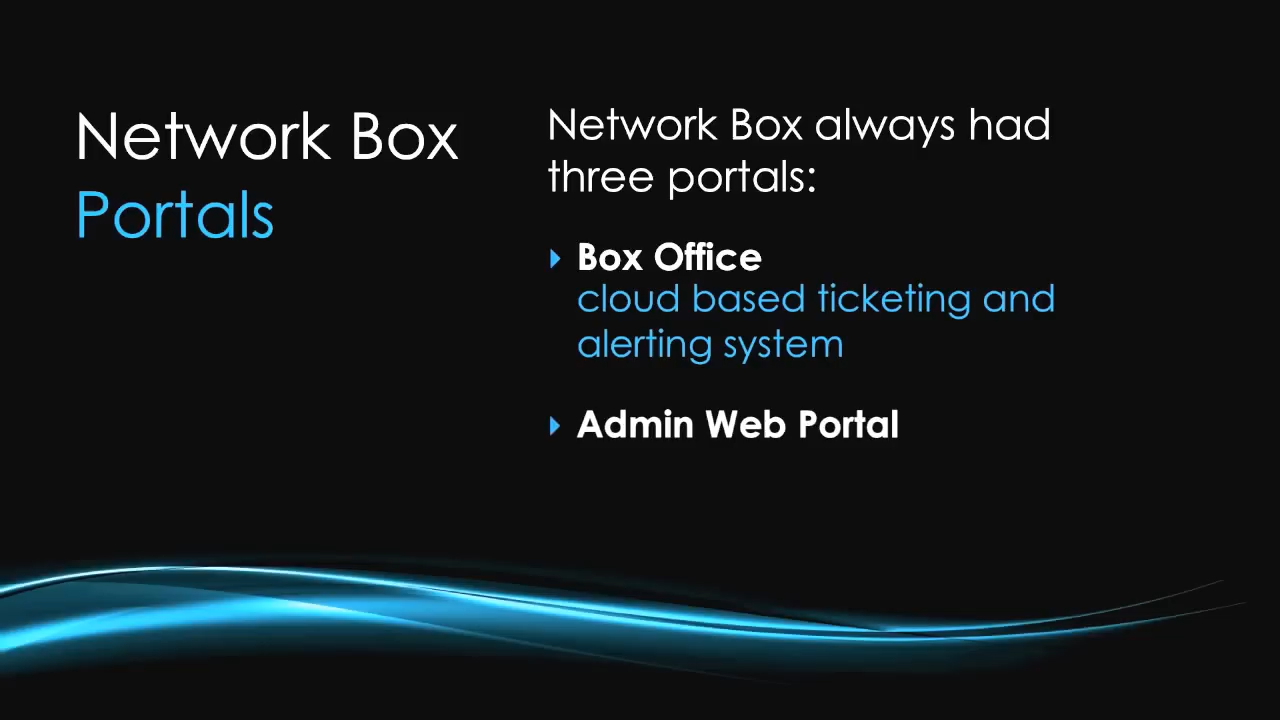 Network Box
Portals
Network Box always had
three portals:
Box Office
cloud based ticketing and
alerting system
Admin Web Portal